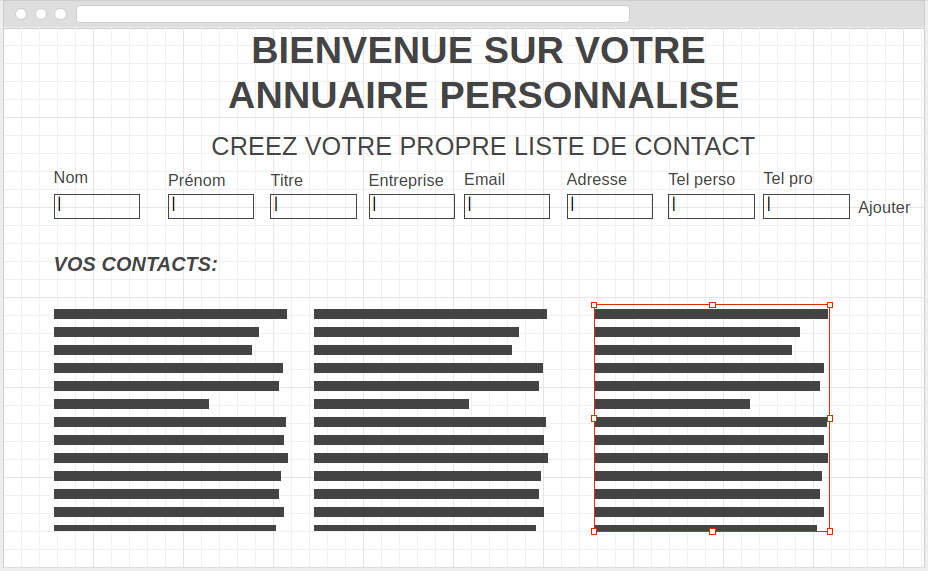 BIENVENUE SUR VOTRE
ANNUAIRE PERSONNALISE
CREEZ VOTRE PROPRE LISTE DE CONTACT
Nom Prénom Titre Entreprise Email Adresse Tel perso Tel pro
Ajouter
VOS CONTACTS: